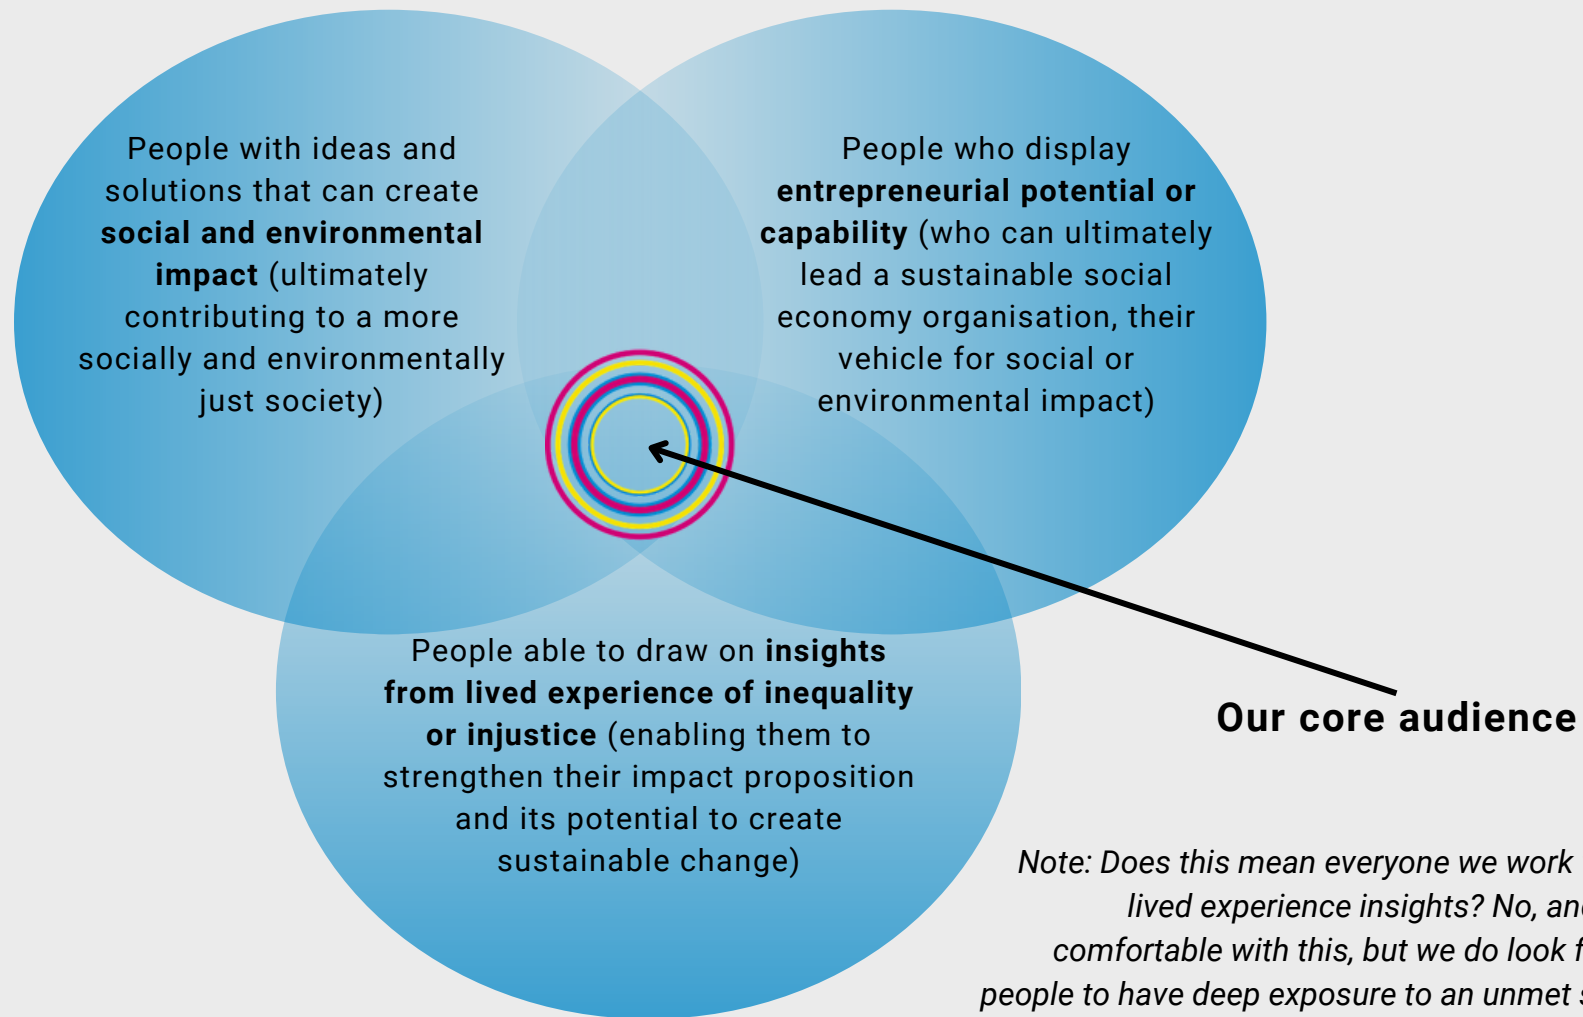 People with ideas and
solutions that can create
social and environmental
impact (ultimately
contributing to a more
socially and environmentally
just society)
People who display
entrepreneurial potential or
capability (who can ultimately
lead a sustainable social
economy organisation, their
vehicle for social or
environmental impact)
People able to draw on insights
from lived experience of inequality
or injustice (enabling them to
strengthen their impact proposition
and its potential to create
sustainable change)
Our core audience
Note: Does this mean everyone we work
lived experience insights? No,
comfortable with this, but we do look
people to have deep exposure to an unmet